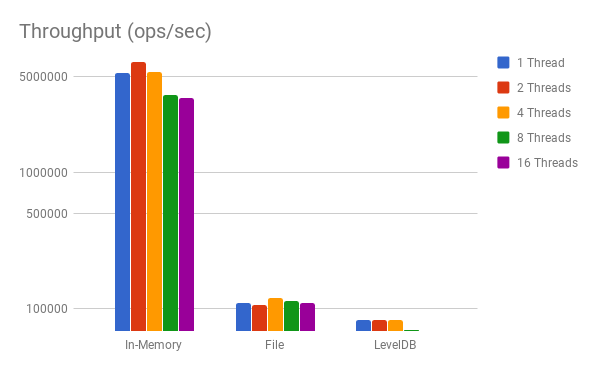 Throughput (ops/sec)
5000000
1000000
500000
100000
In-Memory
File
LevelDB
1 Thread
2 Threads
4 Threads
8 Threads
16 Threads